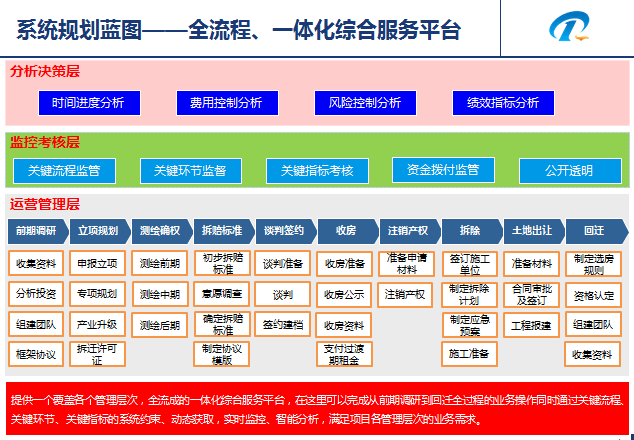 系统规划蓝图——全流程、一体化综合服务平台
分析决策层
时间进度分析 费用控制分析 风险控制分析 绩效指标分析
监控考核层
关键流程监管 关键环节监督 关键指标考核 资金拨付监管 公开透明
运营管理层
前期调研 立项规划 测绘确权 拆赔标准 谈判签约 收房 注销产权 拆除 土地出让 回迁
收集资料
分析投资
组建团队
框架协议
申报立项
专项规划
产业升级
拆迁许可
证
测绘前期
测绘中期
测绘后期
初步拆赔
标准
意愿调查
确定拆赔
标准
制定协议
模版
谈判准备
谈判
签约建档
收房准备
收房公示
收房资料
支付过渡
期租金
准备申请
材料
注销产权
签订施工
单位
制定拆除
计划
制定应急
预案
施工准备
准备材料
合同审批
及签订
工程报建
制定选房
规则
资格认定
组建团队
收集资料
提供一个覆盖各个管理层次，全流成的一体化综合服务平台，在这里可以完成从前期调研到回迁全过程的业务操作同时通过关键流程、
关键环节、关键指标的系统约束、动态获取，实时监控、智能分析，满足项目各管理层次的业务需求。